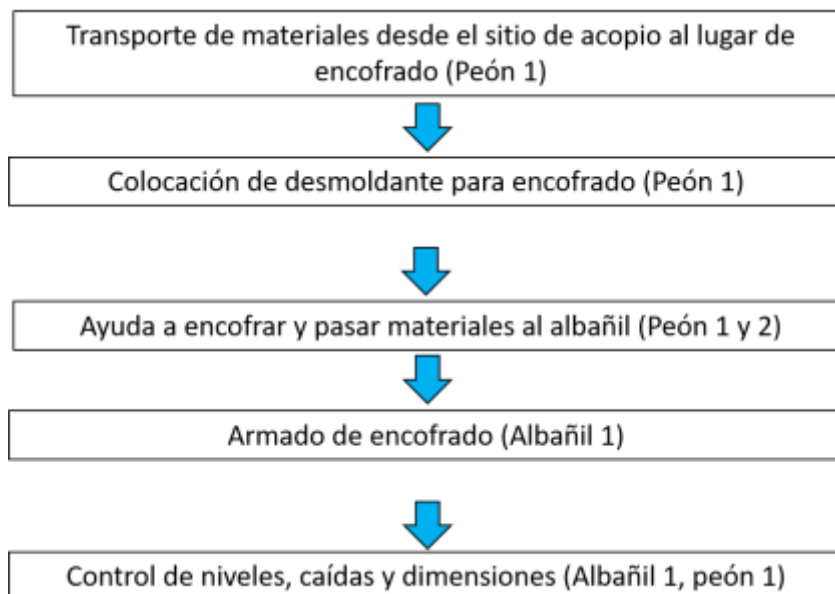 Transporte de materiales desde el sitio de acopio al lugar de
encofrado (Peón 1)
Colocación de desmoldante para encofrado (Peón 1)
Ayuda a encofrar y pasar materiales al albañil (Peón 1 y 2)
Armado de encofrado (Albañil 1)
Control de niveles, caídas y dimensiones (Albañil 1, peón 1)